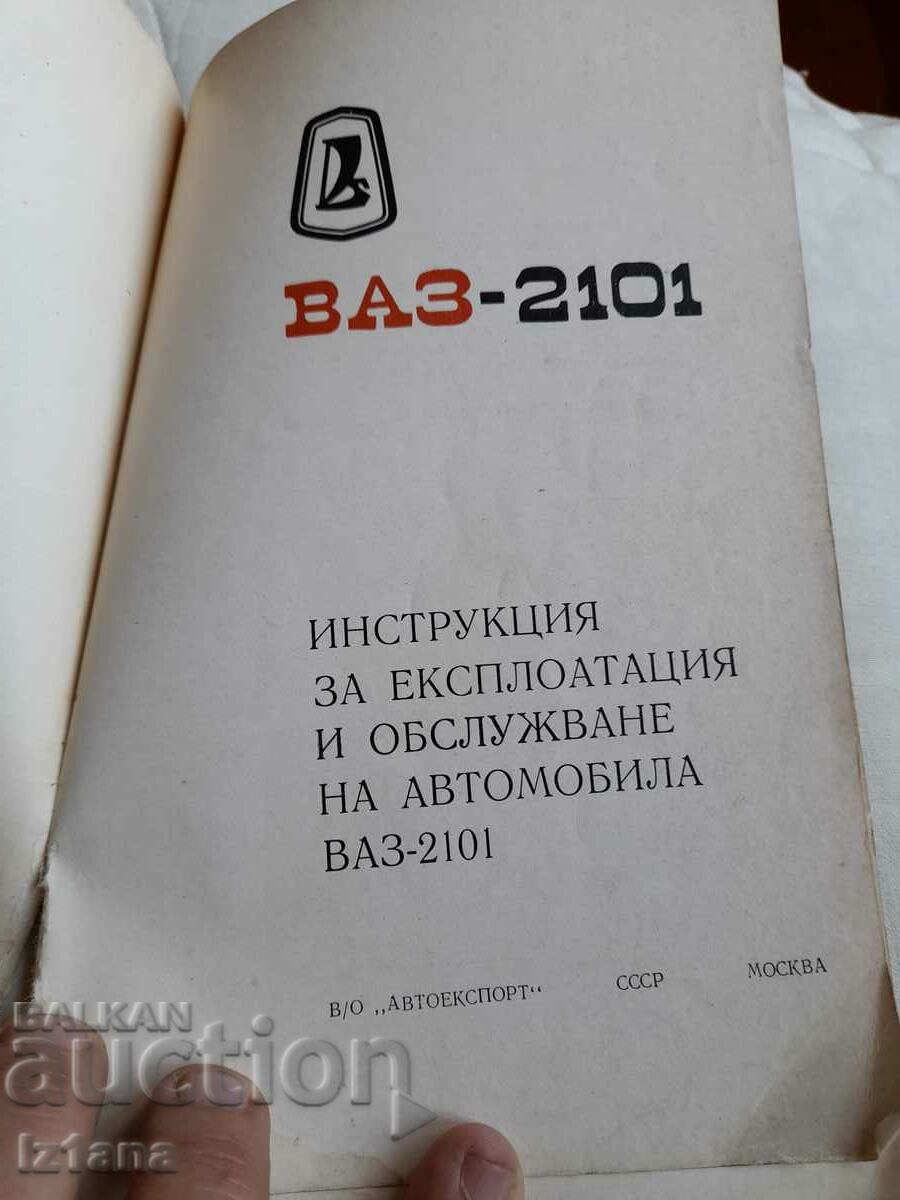 ВАЗ-2101
ИНСТРУКЦИЯ
ЗА ЕКСПЛОАТАЦИЯ
И ОБСЛУЖВАНЕ
НА АВТОМОБИЛА
ВАЗ-2101
В/О „АВТОЕКСПОРТ“ СССР МОСКВА
BALKAN
auction
Iz1ana